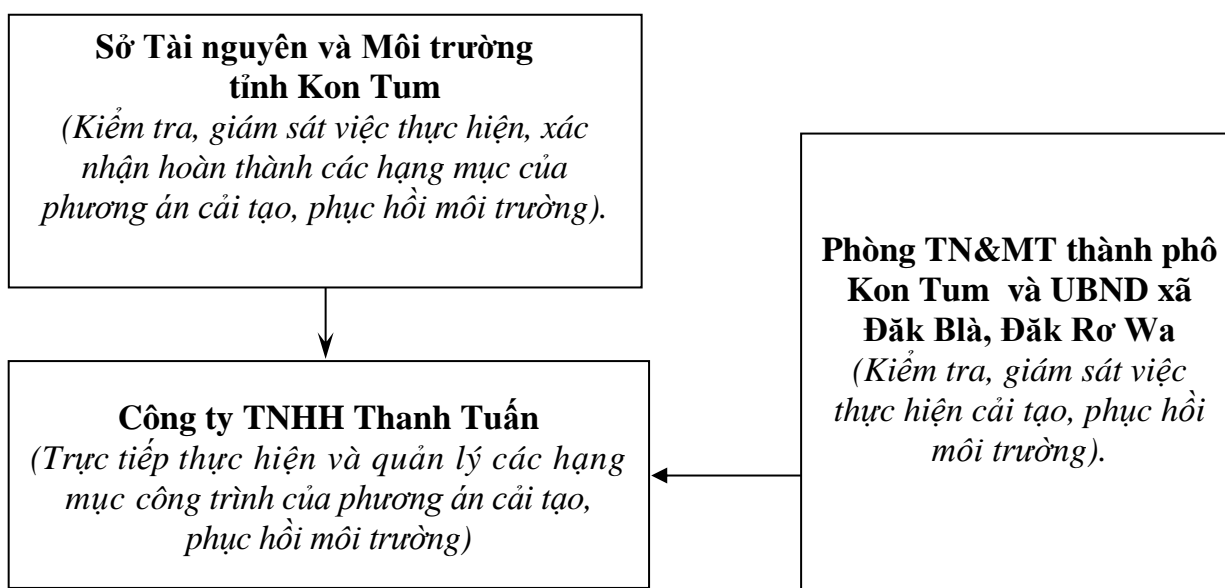 Sở Tài nguyên và Môi trường
tỉnh Kon Tum
(Kiểm tra, giám sát việc thực hiện, xác
nhận hoàn thành các hạng mục của
phương án cải tạo, phục hồi môi trường).
Phòng TN&MT thành phô
Kon Tum và UBND xã
Đăk Blà, Đăk Rơ Wa
(Kiểm tra, giám sát việc
thực hiện cải tạo, phục hồi
môi trường).
Công ty TNHH Thanh Tuấn
(Trực tiếp thực hiện và quản lý các hạng
mục công trình của phương án cải tạo,
phục hồi môi trường)